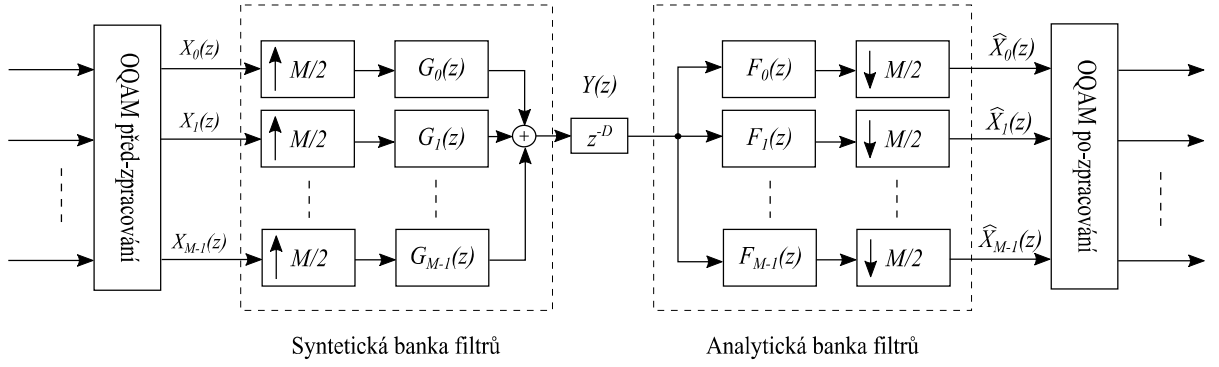 OQAM před-zpracování
X_0(z)
M/2
G_0(z)
X_1(z)
M/2
G_1(z)
X_{M-1}(z)
M/2
G_{M-1}(z)
+
Y(z)
z^{-D}
F_0(z)
M/2
X̂_0(z)
F_1(z)
M/2
X̂_1(z)
F_{M-1}(z)
M/2
X̂_{M-1}(z)
OQAM po-zpracování
Syntetická banka filtrů
Analytická banka filtrů